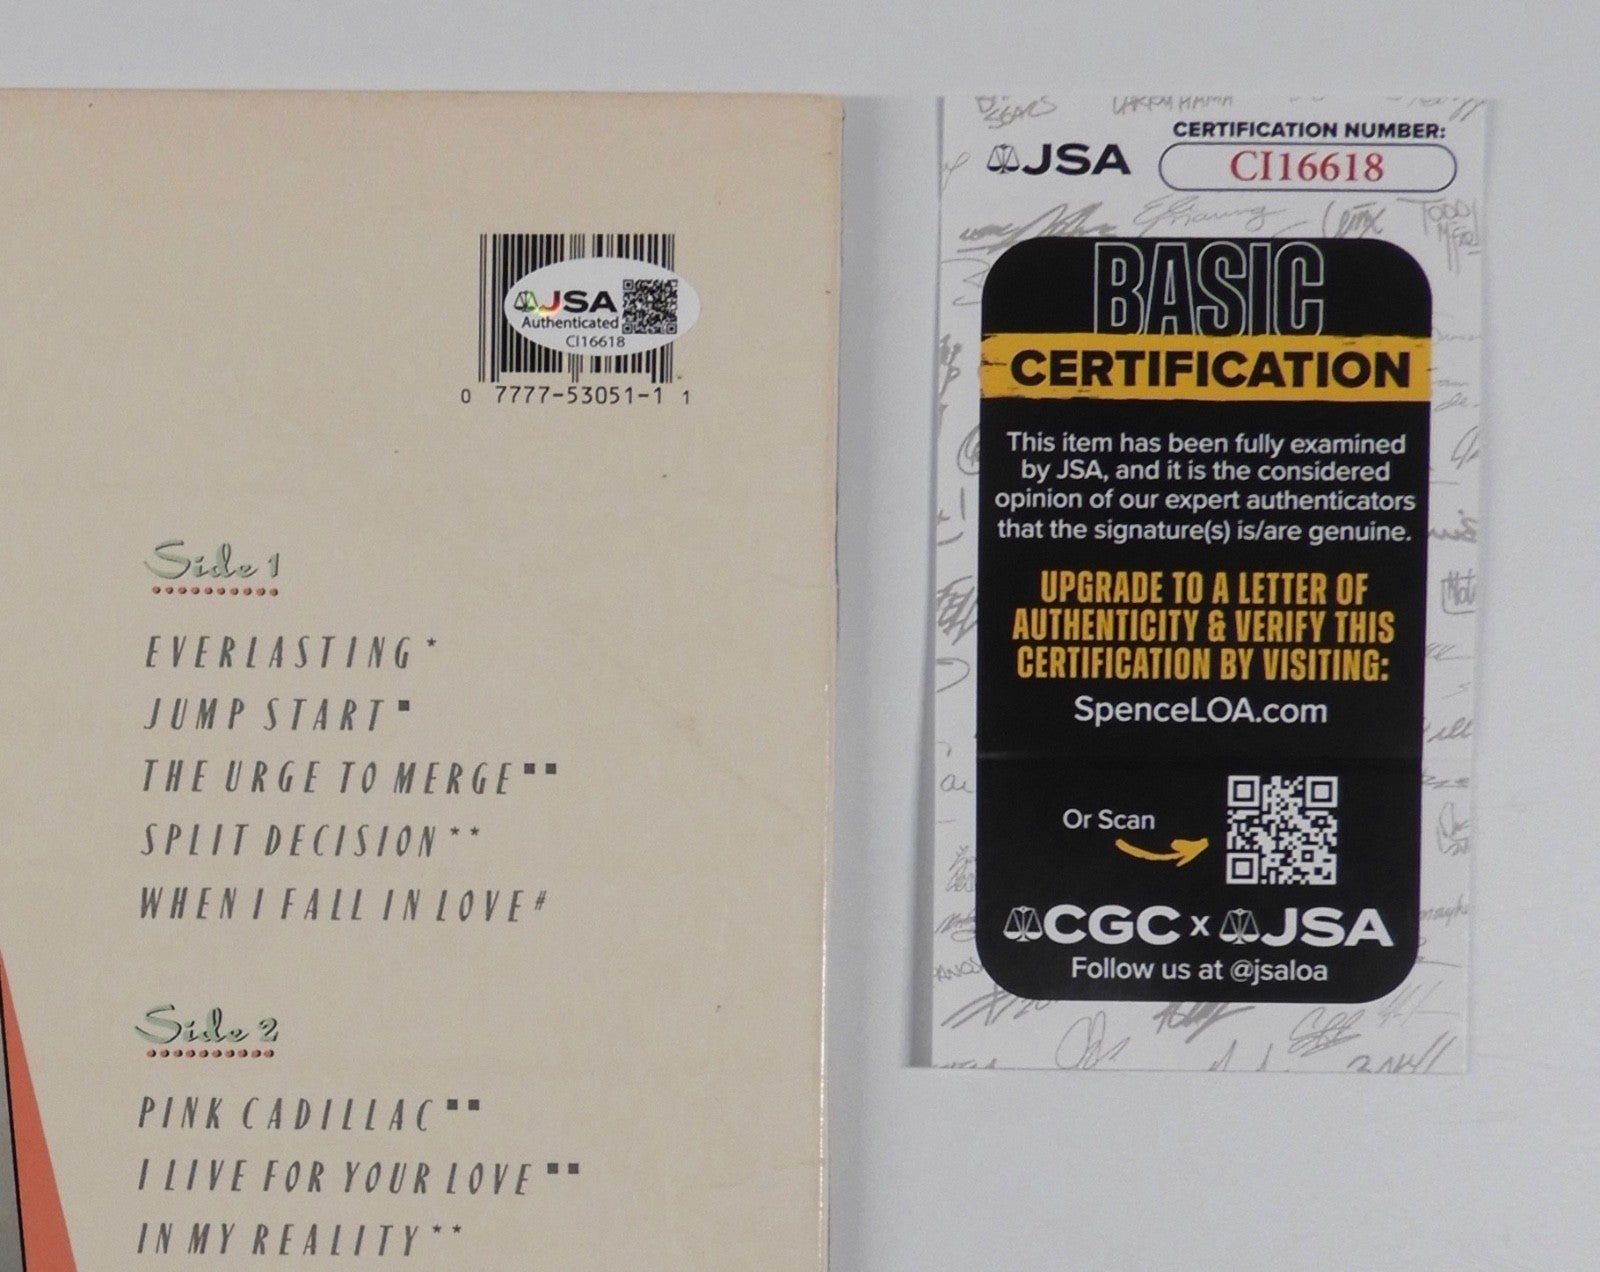 JSA
Authenticated
CI16618
0 7777-53051-1 1
Side 1
EVERLASTING *
JUMP START ■
THE URGE TO MERGE ■■
SPLIT DECISION **
WHEN I FALL IN LOVE #
Side 2
PINK CADILLAC ■■
I LIVE FOR YOUR LOVE ■■
IN MY REALITY **
JSA
CERTIFICATION NUMBER:
CI16618
BASIC
CERTIFICATION
This item has been fully examined
by JSA, and it is the considered
opinion of our expert authenticators
that the signature(s) is/are genuine.
UPGRADE TO A LETTER OF
AUTHENTICITY & VERIFY THIS
CERTIFICATION BY VISITING:
SpenceLOA.com
Or Scan
CGC x JSA
Follow us at @jsaloa